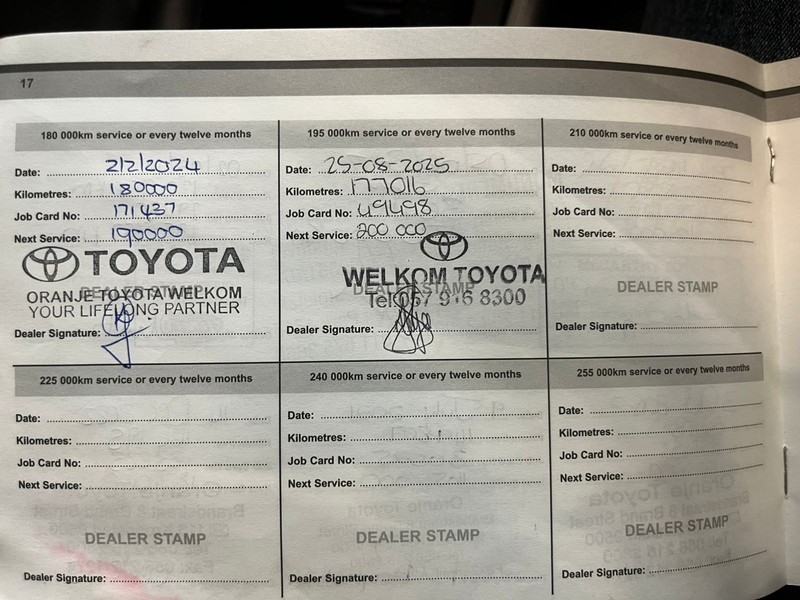 17
180 000km service or every twelve months
Date: 2/2/2024
Kilometres: 180000
Job Card No: 171437
Next Service: 190000
TOYOTA
DEALER STAMP
ORANJE TOYOTA WELKOM
YOUR LIFELONG PARTNER
Dealer Signature:
195 000km service or every twelve months
Date: 25-08-2025
Kilometres: 177016
Job Card No: 49498
Next Service: 200 000
WELKOM TOYOTA
DEALER STAMP
Tel: 057 916 8300
Dealer Signature:
210 000km service or every twelve months
Date:
Kilometres:
Job Card No:
Next Service:
DEALER STAMP
Dealer Signature:
225 000km service or every twelve months
Date:
Kilometres:
Job Card No:
Next Service:
DEALER STAMP
Dealer Signature:
240 000km service or every twelve months
Date:
Kilometres:
Job Card No:
Next Service:
DEALER STAMP
Dealer Signature:
255 000km service or every twelve months
Date:
Kilometres:
Job Card No:
Next Service:
DEALER STAMP
Dealer Signature: